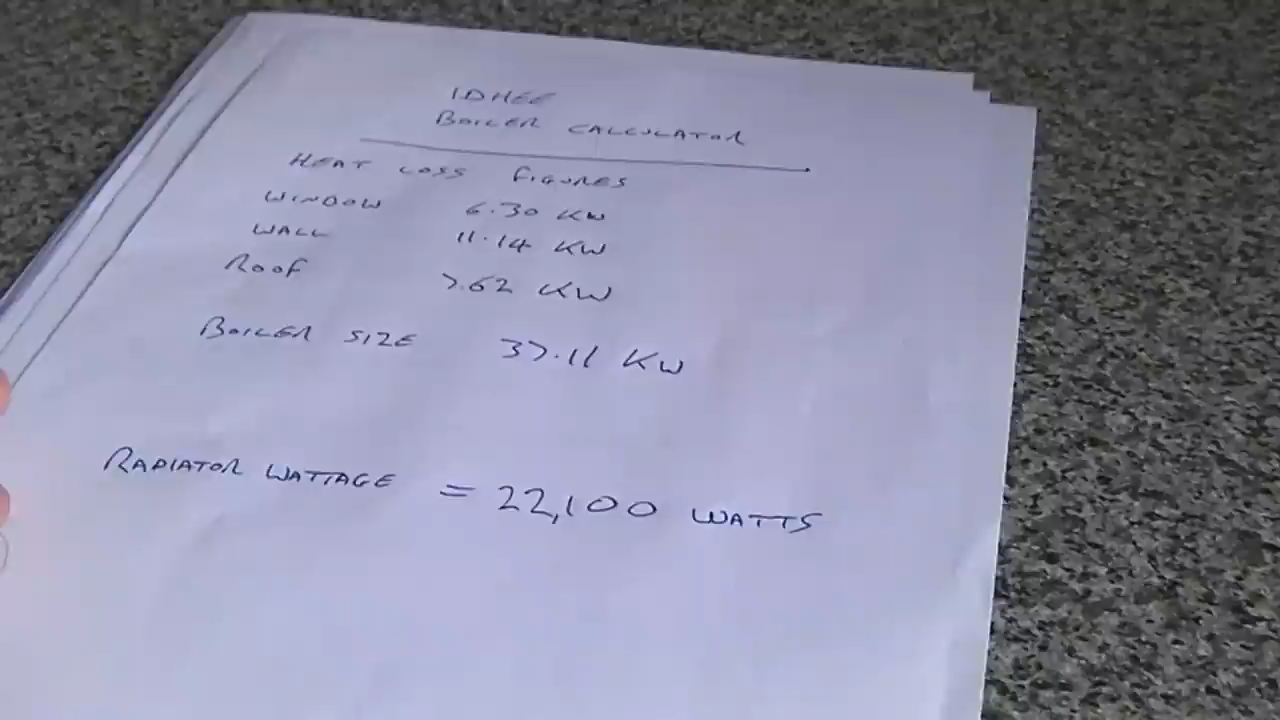 IDHEE
BOILER CALCULATOR
HEAT LOSS FIGURES
WINDOW 6.30 KW
WALL 11.14 KW
ROOF 7.62 KW
BOILER SIZE 37.11 KW
RADIATOR WATTAGE = 22,100 WATTS